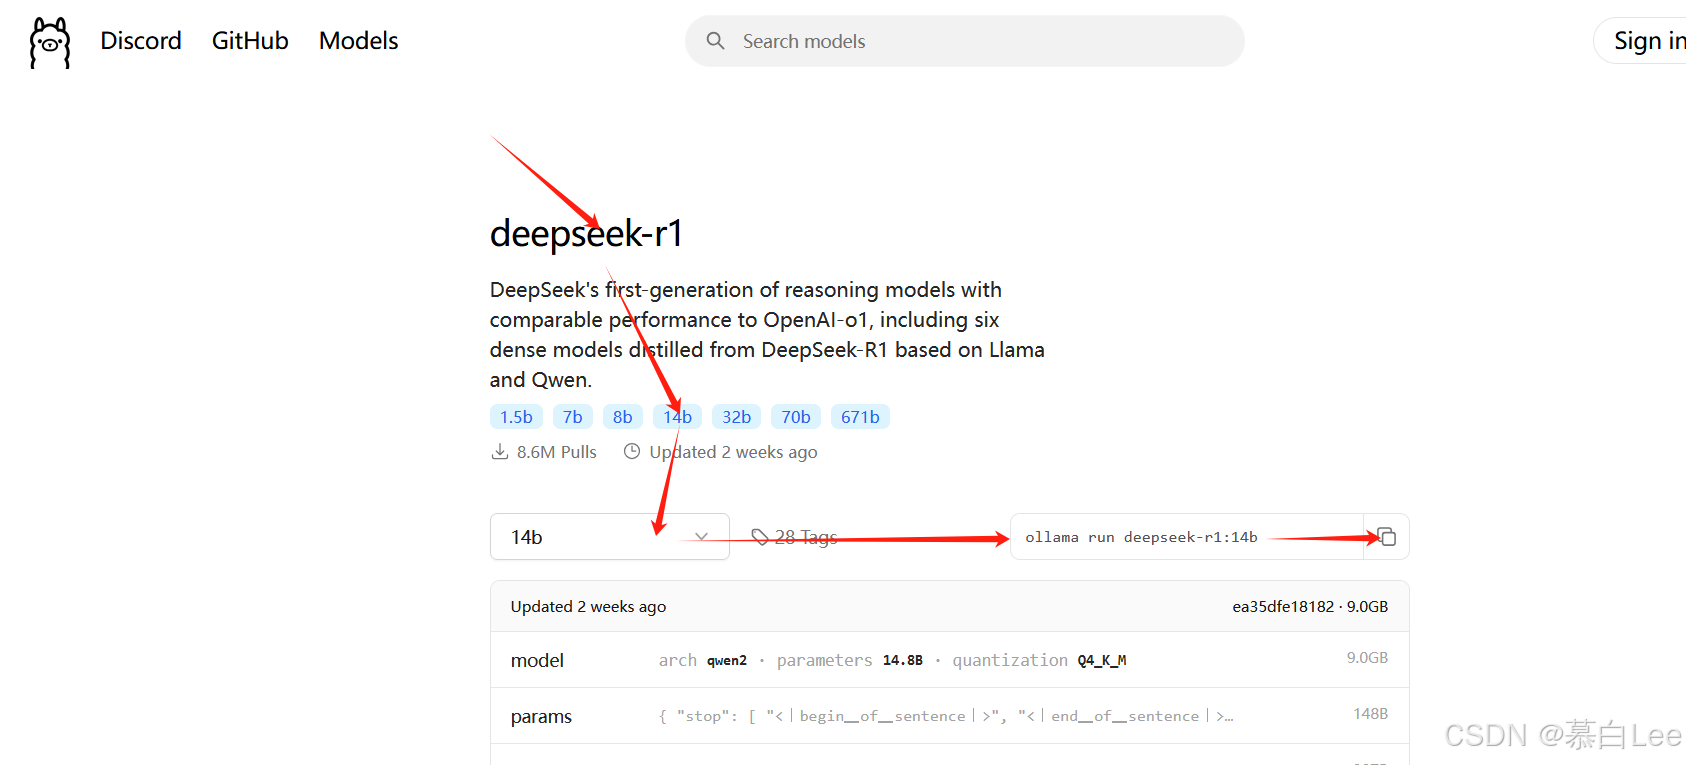 Discord GitHub Models Search models Sign in
deepseek-r1
DeepSeek's first-generation of reasoning models with
comparable performance to OpenAI-o1, including six
dense models distilled from DeepSeek-R1 based on Llama
and Qwen.
1.5b 7b 8b 14b 32b 70b 671b
8.6M Pulls Updated 2 weeks ago
14b 28 Tags ollama run deepseek-r1:14b
Updated 2 weeks ago ea35dfe18182 · 9.0GB
model arch qwen2 · parameters 14.8B · quantization Q4_K_M 9.0GB
params { "stop": [ "<｜begin▁of▁sentence｜>", "<｜end▁of▁sentence｜>… 148B
CSDN @慕白Lee